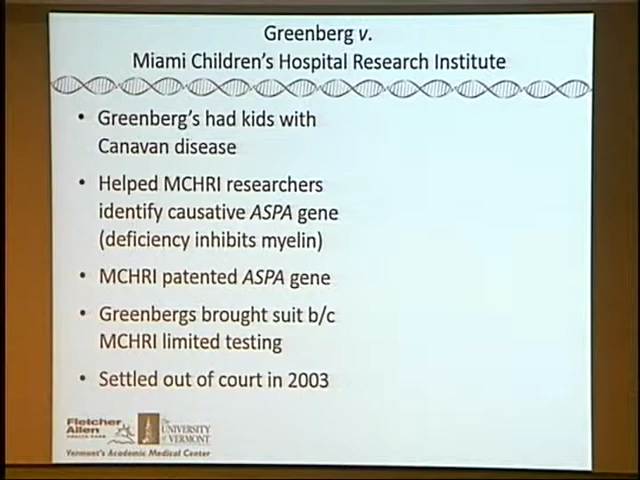 Greenberg v.
Miami Children's Hospital Research Institute
• Greenberg's had kids with
Canavan disease
• Helped MCHRI researchers
identify causative ASPA gene
(deficiency inhibits myelin)
• MCHRI patented ASPA gene
• Greenbergs brought suit b/c
MCHRI limited testing
• Settled out of court in 2003
Fletcher
Allen
HEALTH CARE
The
UNIVERSITY
of VERMONT
Vermont's Academic Medical Center